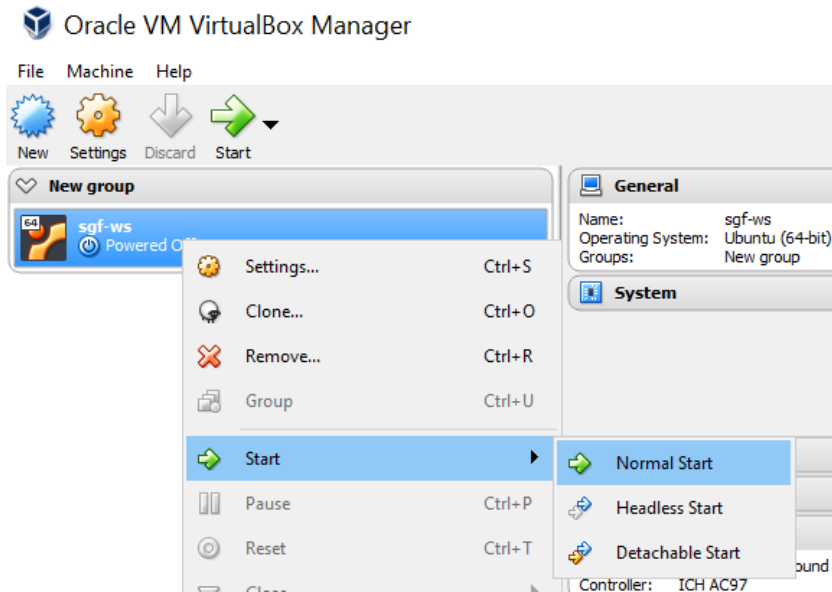 Oracle VM VirtualBox Manager
File Machine Help
New Settings Discard Start
New group
64
sgf-ws
Powered O
General
Name: sgf-ws
Operating System: Ubuntu (64-bit)
Groups: New group
System
Settings... Ctrl+S
Clone... Ctrl+O
Remove... Ctrl+R
Group Ctrl+U
Start
Pause Ctrl+P
Reset Ctrl+T
Normal Start
Headless Start
Detachable Start
ound
Controller: ICH AC97